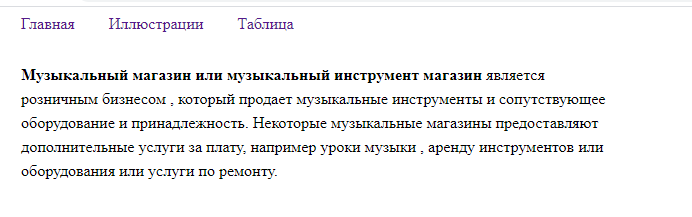 Главная Иллюстрации Таблица
Музыкальный магазин или музыкальный инструмент магазин является
розничным бизнесом , который продает музыкальные инструменты и сопутствующее
оборудование и принадлежность. Некоторые музыкальные магазины предоставляют
дополнительные услуги за плату, например уроки музыки , аренду инструментов или
оборудования или услуги по ремонту.